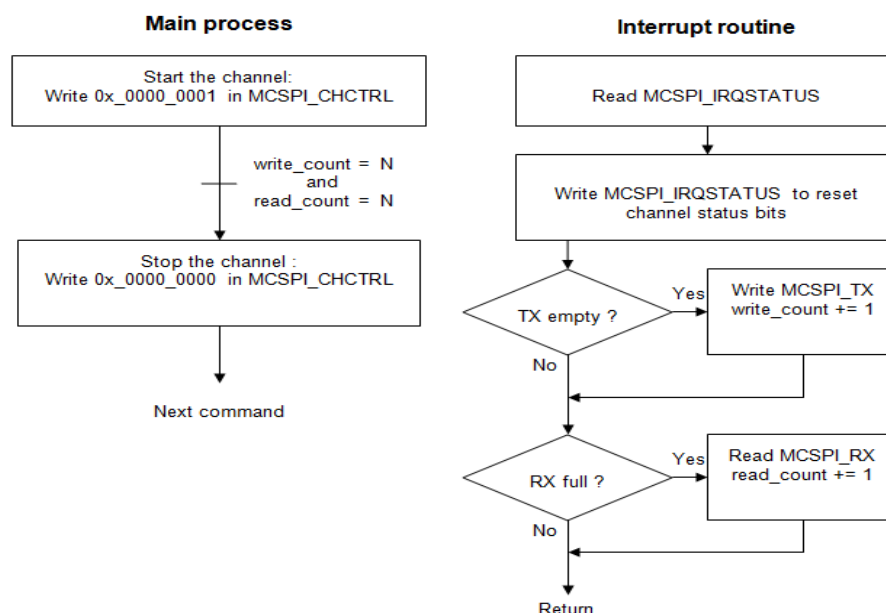 Main process
Start the channel:
Write 0x_0000_0001 in MCSPI_CHCTRL
write_count = N
and
read_count = N
Stop the channel :
Write 0x_0000_0000 in MCSPI_CHCTRL
Next command
Interrupt routine
Read MCSPI_IRQSTATUS
Write MCSPI_IRQSTATUS to reset
channel status bits
TX empty ?
Yes
Write MCSPI_TX
write_count += 1
No
RX full ?
Yes
Read MCSPI_RX
read_count += 1
No
Return